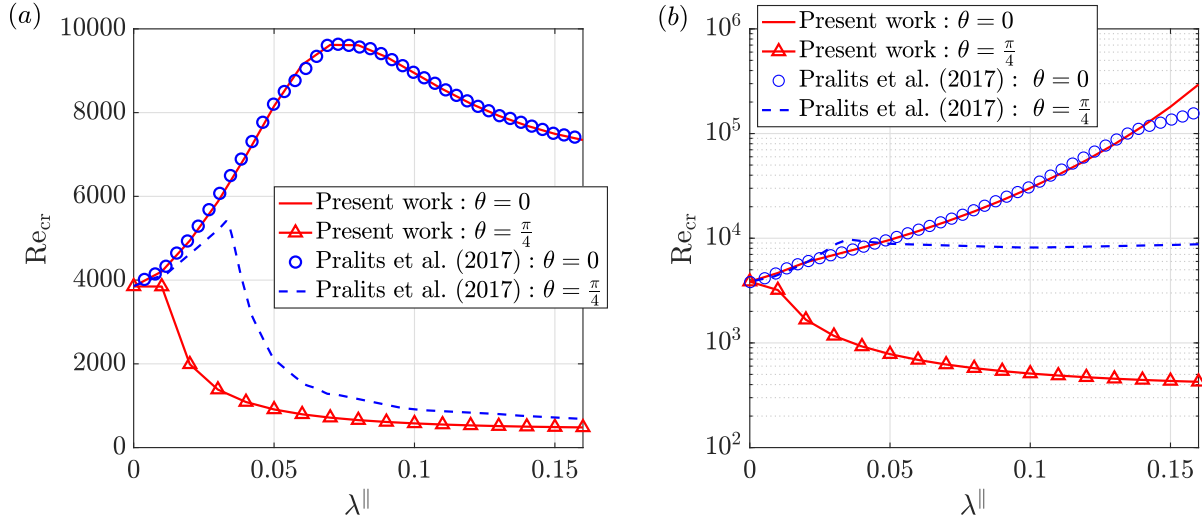 (a)
10000
8000
6000
4000
2000
0
Re_cr
0
0.05
0.1
0.15
λ^∥
Present work : θ = 0
Present work : θ = π/4
Pralits et al. (2017) : θ = 0
Pralits et al. (2017) : θ = π/4
(b)
10^6
10^5
10^4
10^3
10^2
Re_cr
0
0.05
0.1
0.15
λ^∥
Present work : θ = 0
Present work : θ = π/4
Pralits et al. (2017) : θ = 0
Pralits et al. (2017) : θ = π/4